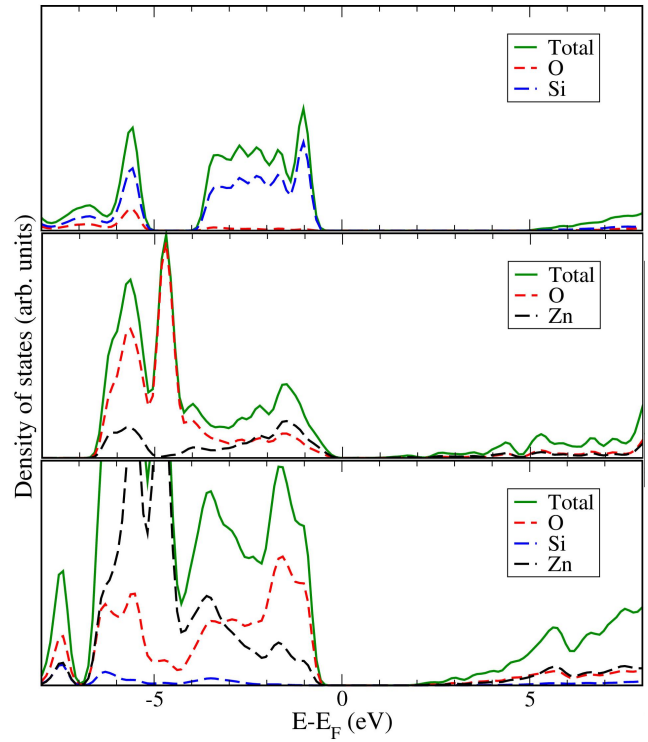 Total
O
Si
Total
O
Zn
Total
O
Si
Zn
Density of states (arb. units)
-5
0
5
E-E_F (eV)